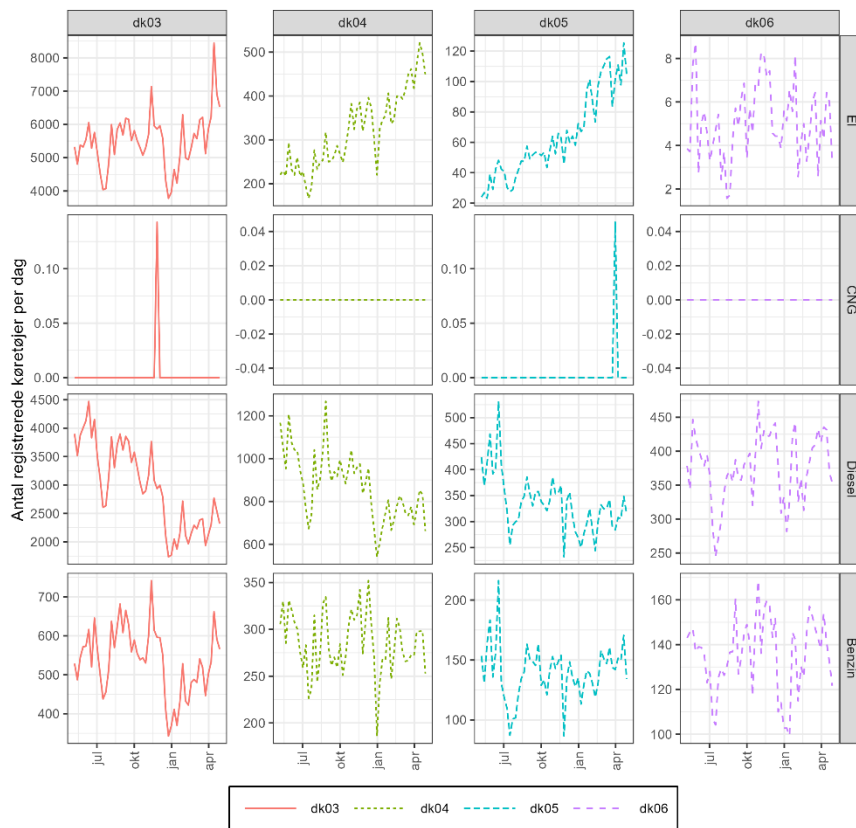 dk03 dk04 dk05 dk06
Antal registrerede køretøjer per dag
8000 7000 6000 5000 4000
500 400 300 200
120 100 80 60 40 20
8 6 4 2
El
0.10 0.05 0.00
0.04 0.02 0.00 -0.02 -0.04
0.10 0.05 0.00
0.04 0.02 0.00 -0.02 -0.04
CNG
4500 4000 3500 3000 2500 2000
1200 1000 800 600
500 450 400 350 300 250
450 400 350 300 250
Diesel
700 600 500 400
350 300 250 200
200 150 100
160 140 120 100
Benzin
jul okt jan apr jul okt jan apr jul okt jan apr jul okt jan apr
dk03 dk04 dk05 dk06